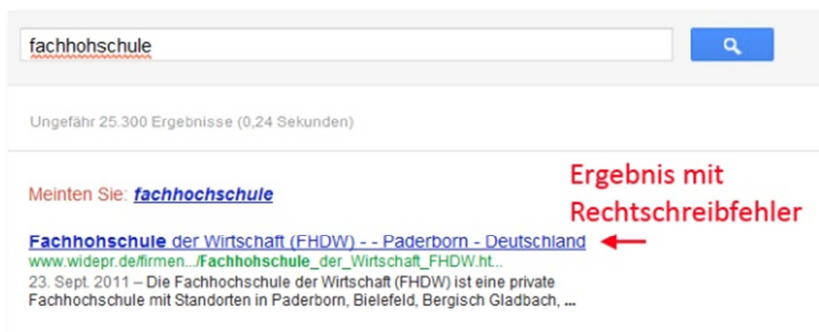 fachhohschule
Ungefähr 25.300 Ergebnisse (0,24 Sekunden)
Meinten Sie: fachhochschule
Ergebnis mit
Rechtschreibfehler
Fachhohschule der Wirtschaft (FHDW) - - Paderborn - Deutschland
www.widepr.de/firmen.../Fachhohschule_der_Wirtschaft_FHDW.ht...
23. Sept. 2011 – Die Fachhochschule der Wirtschaft (FHDW) ist eine private
Fachhochschule mit Standorten in Paderborn, Bielefeld, Bergisch Gladbach, ...